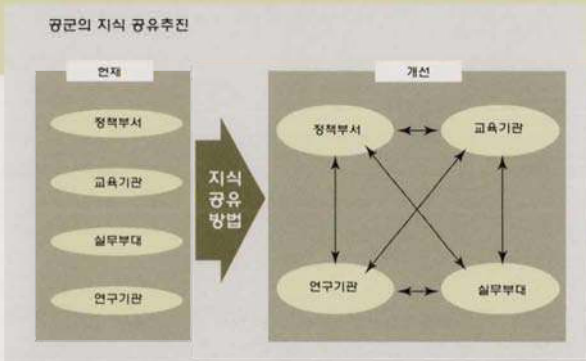 공군의 지식 공유추진
현재
정책부서
교육기관
실무부대
연구기관
지식
공유
방법
개선
정책부서
교육기관
연구기관
실무부대